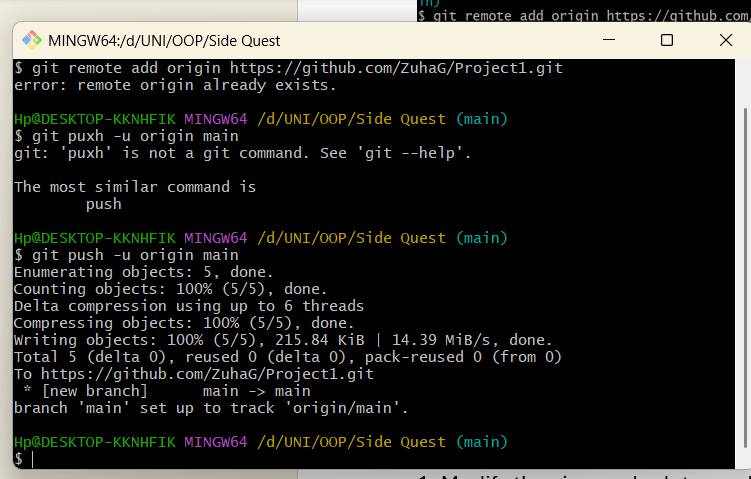 in)
$ git remote add origin https://github.com/
MINGW64:/d/UNI/OOP/Side Quest
$ git remote add origin https://github.com/ZuhaG/Project1.git
error: remote origin already exists.
Hp@DESKTOP-KKNHFIK MINGW64 /d/UNI/OOP/Side Quest (main)
$ git puxh -u origin main
git: 'puxh' is not a git command. See 'git --help'.
The most similar command is
push
Hp@DESKTOP-KKNHFIK MINGW64 /d/UNI/OOP/Side Quest (main)
$ git push -u origin main
Enumerating objects: 5, done.
Counting objects: 100% (5/5), done.
Delta compression using up to 6 threads
Compressing objects: 100% (5/5), done.
Writing objects: 100% (5/5), 215.84 KiB | 14.39 MiB/s, done.
Total 5 (delta 0), reused 0 (delta 0), pack-reused 0 (from 0)
To https://github.com/ZuhaG/Project1.git
 * [new branch]      main -> main
branch 'main' set up to track 'origin/main'.
Hp@DESKTOP-KKNHFIK MINGW64 /d/UNI/OOP/Side Quest (main)
$